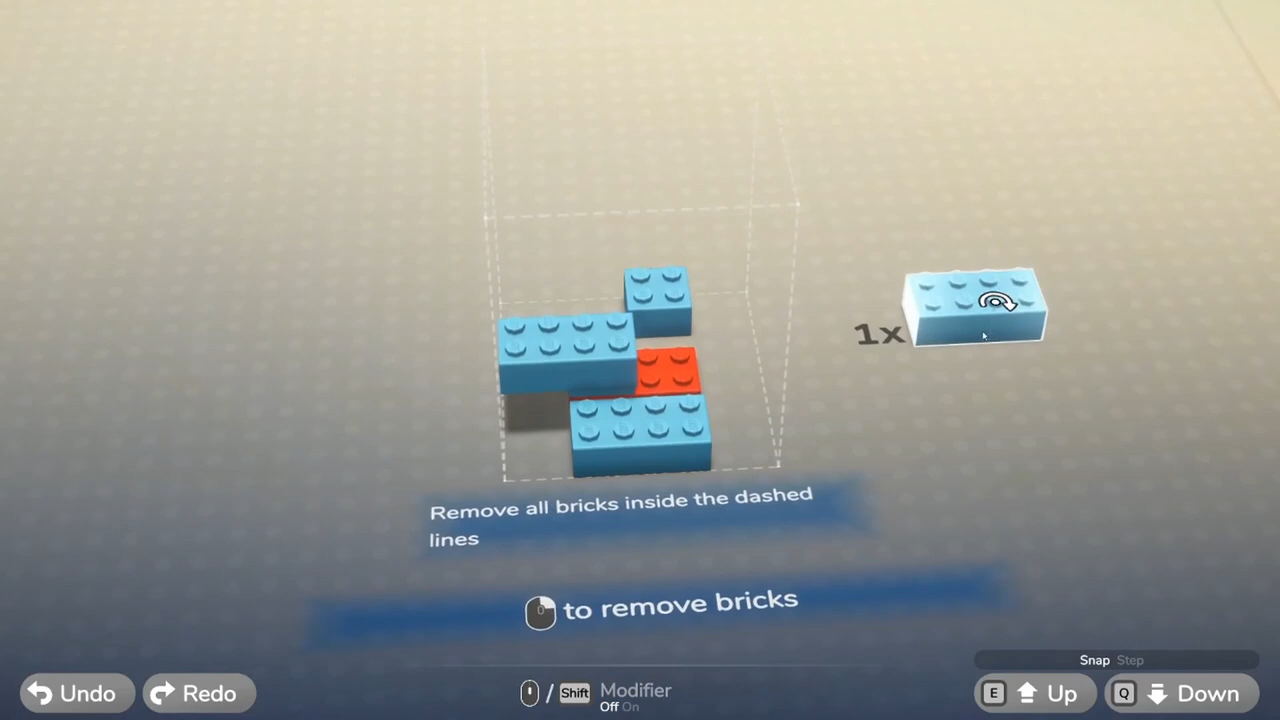 1x
Remove all bricks inside the dashed
lines
to remove bricks
Snap Step
Undo
Redo
/ Shift Modifier
Off On
E Up
Q Down